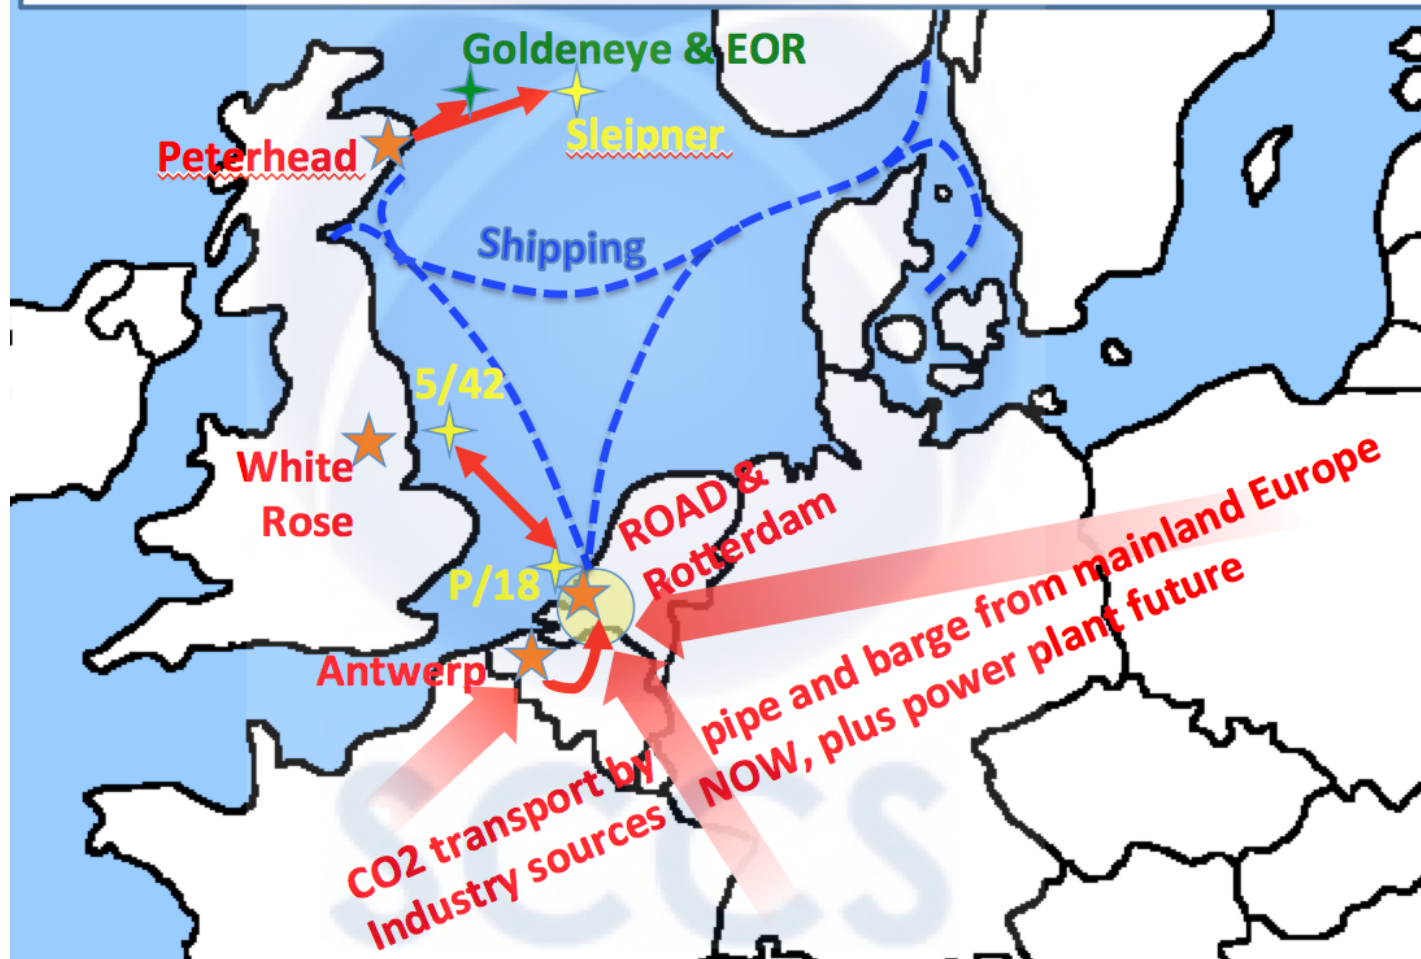 Goldeneye & EOR
Sleipner
Peterhead
Shipping
5/42
White
Rose
ROAD &
Rotterdam
P/18
Antwerp
CO2 transport by pipe and barge from mainland Europe
Industry sources NOW, plus power plant future
SCCS